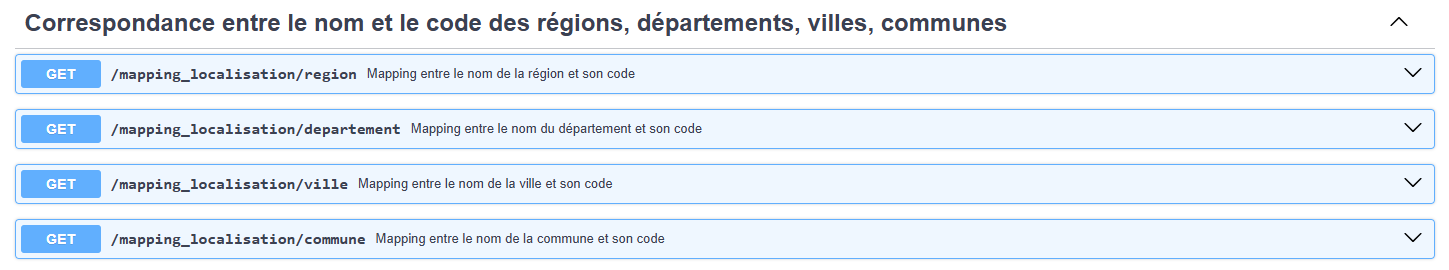 Correspondance entre le nom et le code des régions, départements, villes, communes
GET /mapping_localisation/region Mapping entre le nom de la région et son code
GET /mapping_localisation/departement Mapping entre le nom du département et son code
GET /mapping_localisation/ville Mapping entre le nom de la ville et son code
GET /mapping_localisation/commune Mapping entre le nom de la commune et son code